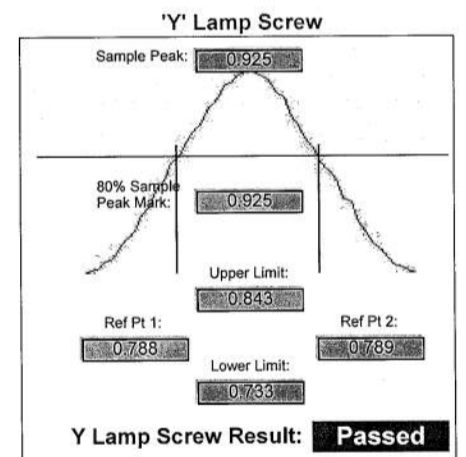 'Y' Lamp Screw
Sample Peak: 0.925
80% Sample
Peak Mark: 0.925
Upper Limit:
0.843
Ref Pt 1:
Ref Pt 2:
0.788
0.789
Lower Limit:
0.733
Y Lamp Screw Result: Passed